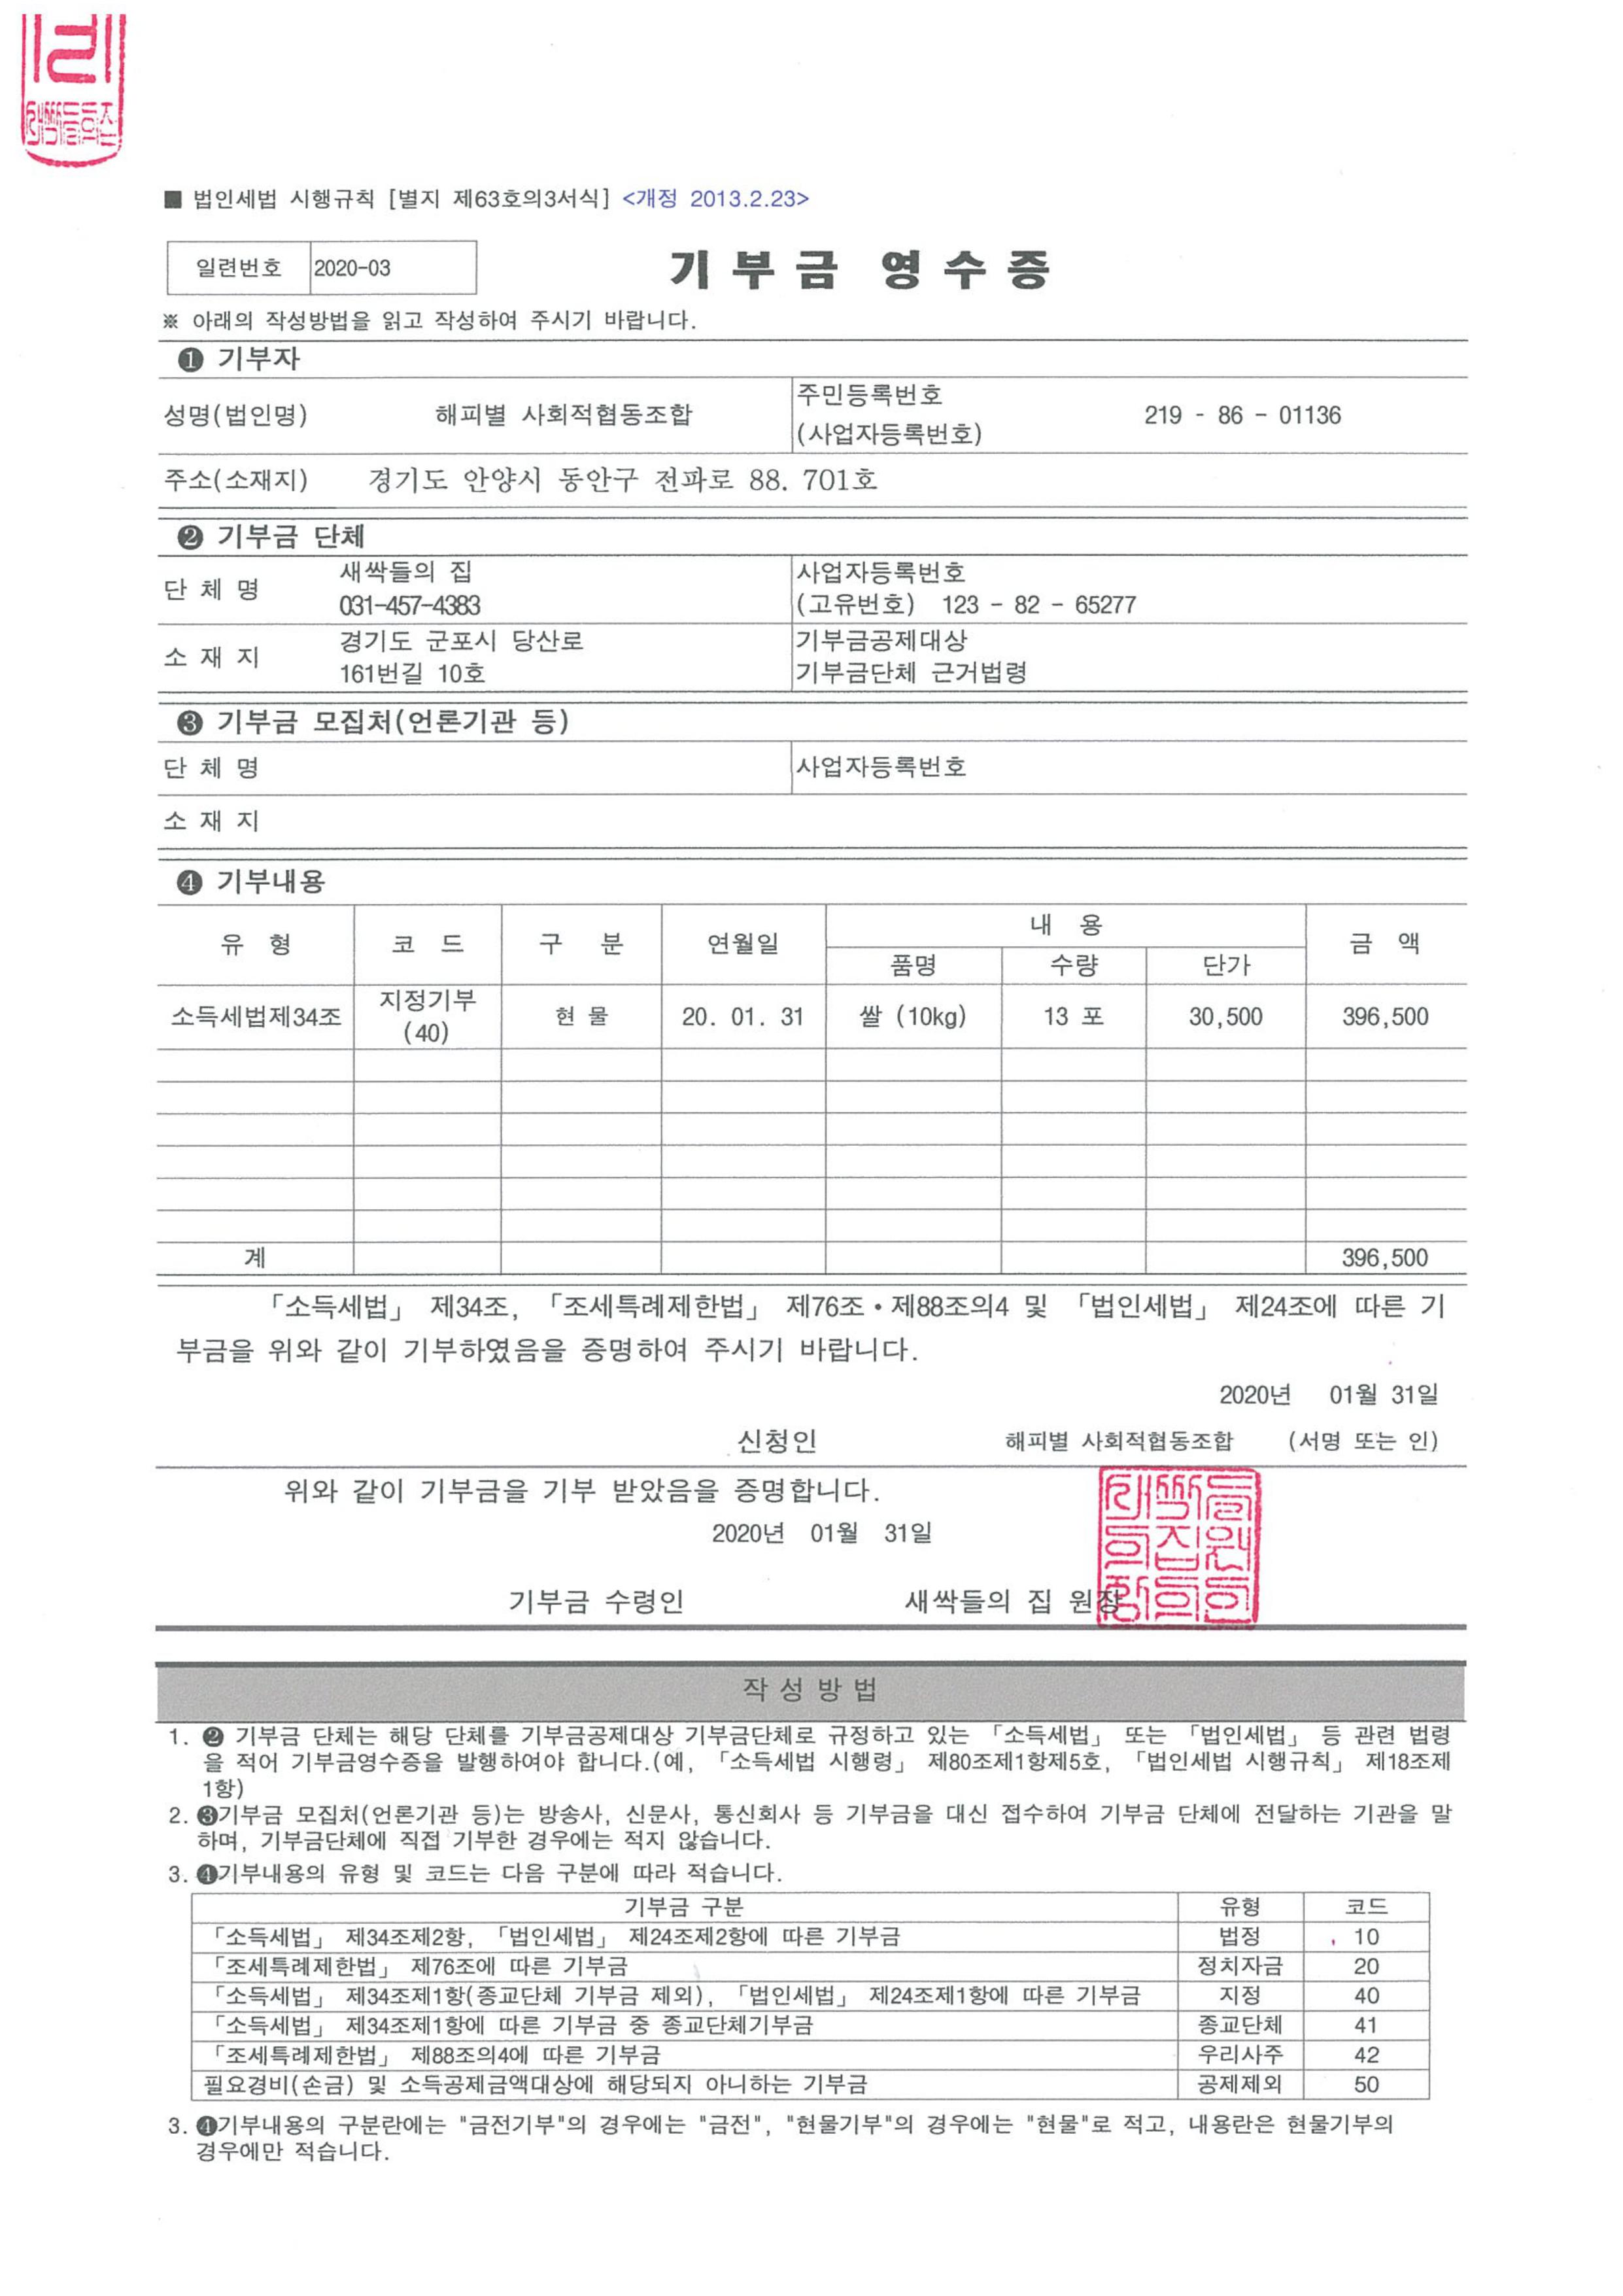 ■ 법인세법 시행규칙 [별지 제63호의3서식] <개정 2013.2.23>
일련번호 2020-03
기부금 영수증
※ 아래의 작성방법을 읽고 작성하여 주시기 바랍니다.
❶ 기부자
성명(법인명) 해피별 사회적협동조합 주민등록번호 (사업자등록번호) 219 - 86 - 01136
주소(소재지) 경기도 안양시 동안구 전파로 88. 701호
❷ 기부금 단체
단 체 명 새싹들의 집 031-457-4383 사업자등록번호 (고유번호) 123 - 82 - 65277
소 재 지 경기도 군포시 당산로 161번길 10호 기부금공제대상 기부금단체 근거법령
❸ 기부금 모집처(언론기관 등)
단 체 명 사업자등록번호
소 재 지
❹ 기부내용
유 형 코 드 구 분 연월일 내 용 금 액
품명 수량 단가
소득세법제34조 지정기부 (40) 현 물 20. 01. 31 쌀 (10kg) 13 포 30,500 396,500
계 396,500
「소득세법」 제34조, 「조세특례제한법」 제76조·제88조의4 및 「법인세법」 제24조에 따른 기
부금을 위와 같이 기부하였음을 증명하여 주시기 바랍니다.
2020년 01월 31일
신청인 해피별 사회적협동조합 (서명 또는 인)
위와 같이 기부금을 기부 받았음을 증명합니다.
2020년 01월 31일
기부금 수령인 새싹들의 집 원장
작 성 방 법
1. ❷ 기부금 단체는 해당 단체를 기부금공제대상 기부금단체로 규정하고 있는 「소득세법」 또는 「법인세법」 등 관련 법령
을 적어 기부금영수증을 발행하여야 합니다.(예, 「소득세법 시행령」 제80조제1항제5호, 「법인세법 시행규칙」 제18조제
1항)
2. ❸기부금 모집처(언론기관 등)는 방송사, 신문사, 통신회사 등 기부금을 대신 접수하여 기부금 단체에 전달하는 기관을 말
하며, 기부금단체에 직접 기부한 경우에는 적지 않습니다.
3. ❹기부내용의 유형 및 코드는 다음 구분에 따라 적습니다.
기부금 구분 유형 코드
「소득세법」 제34조제2항, 「법인세법」 제24조제2항에 따른 기부금 법정 10
「조세특례제한법」 제76조에 따른 기부금 정치자금 20
「소득세법」 제34조제1항(종교단체 기부금 제외), 「법인세법」 제24조제1항에 따른 기부금 지정 40
「소득세법」 제34조제1항에 따른 기부금 중 종교단체기부금 종교단체 41
「조세특례제한법」 제88조의4에 따른 기부금 우리사주 42
필요경비(손금) 및 소득공제금액대상에 해당되지 아니하는 기부금 공제제외 50
3. ❹기부내용의 구분란에는 "금전기부"의 경우에는 "금전", "현물기부"의 경우에는 "현물"로 적고, 내용란은 현물기부의
경우에만 적습니다.